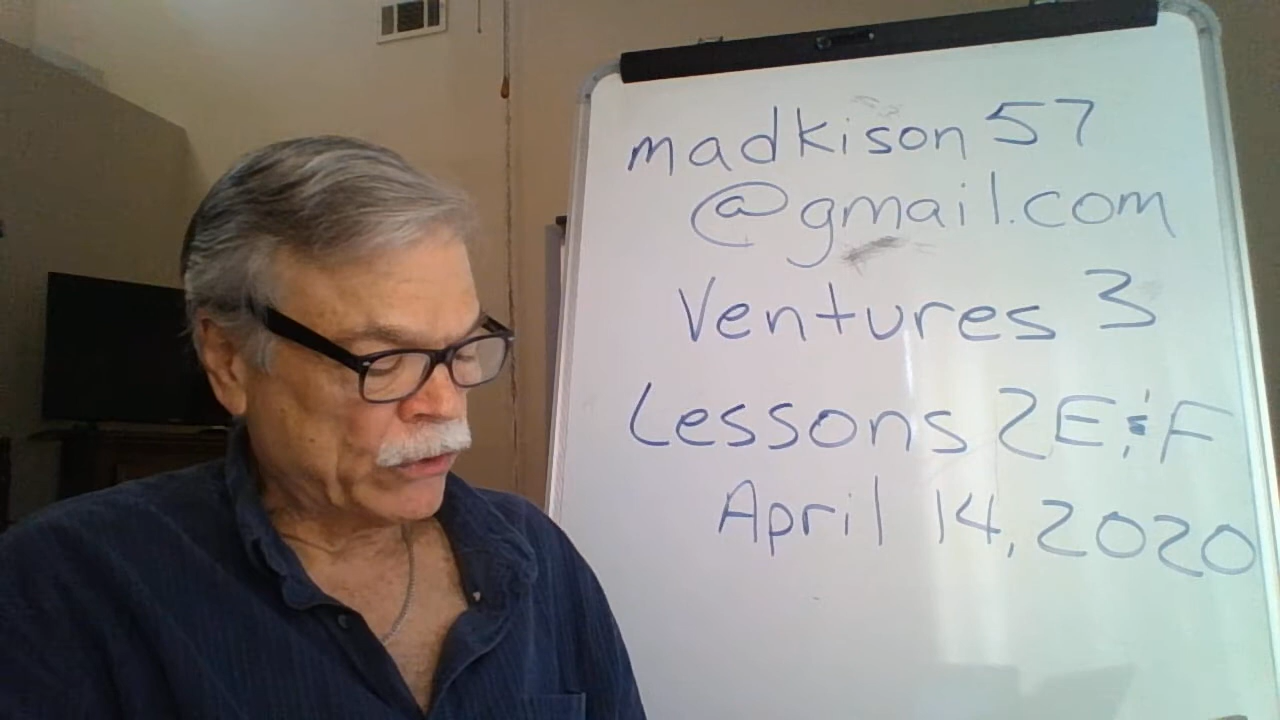 madkison57
@gmail.com
Ventures 3
Lessons 2E & F
April 14, 2020